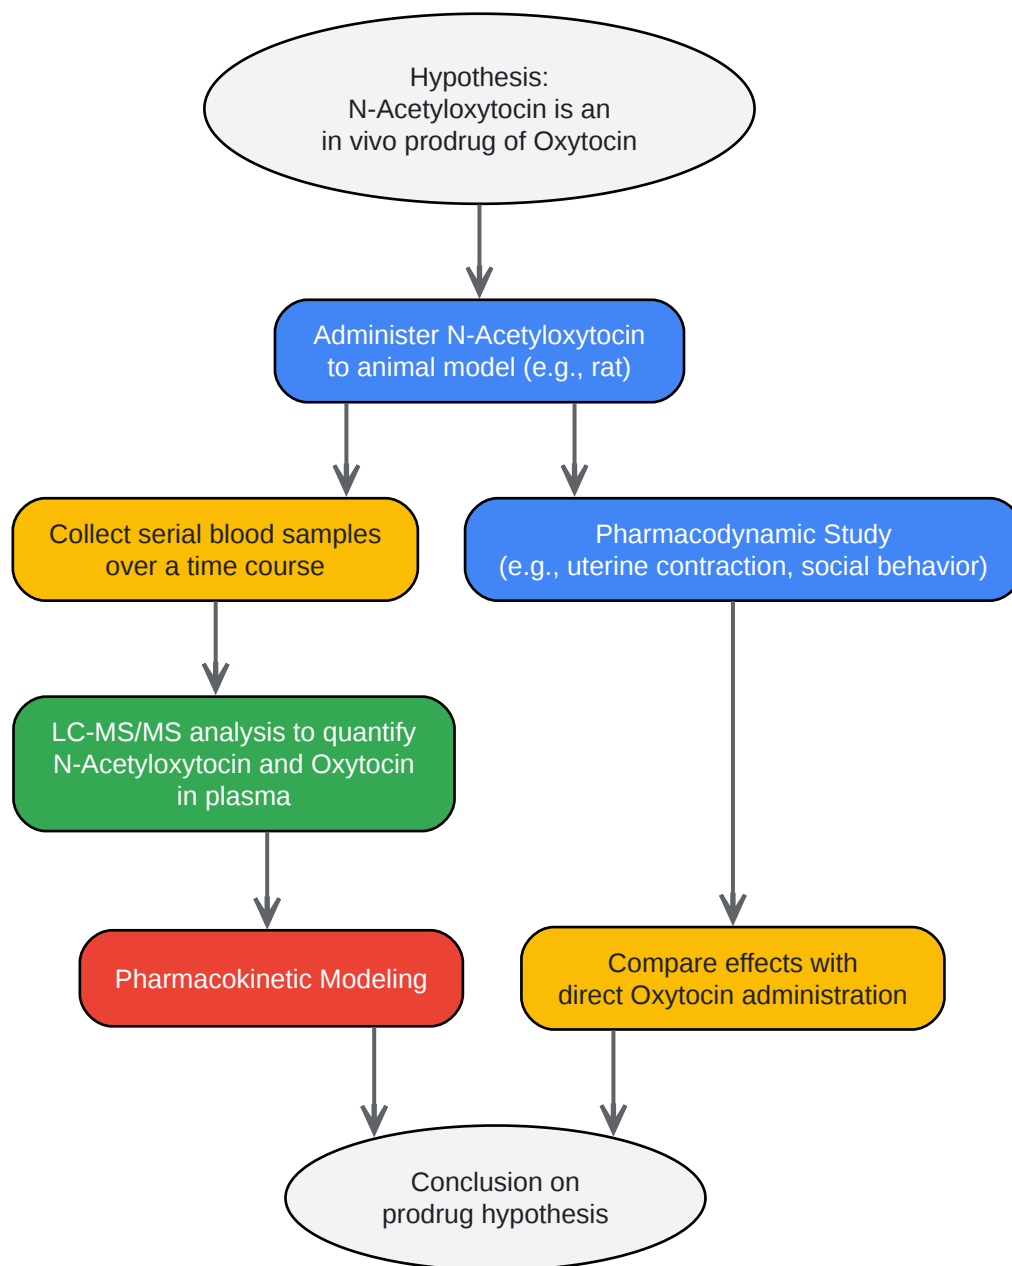 Hypothesis:
N-Acetyloxytocin is an
in vivo prodrug of Oxytocin
Administer N-Acetyloxytocin
to animal model (e.g., rat)
Collect serial blood samples
over a time course
Pharmacodynamic Study
(e.g., uterine contraction, social behavior)
LC-MS/MS analysis to quantify
N-Acetyloxytocin and Oxytocin
in plasma
Pharmacokinetic Modeling
Compare effects with
direct Oxytocin administration
Conclusion on
prodrug hypothesis